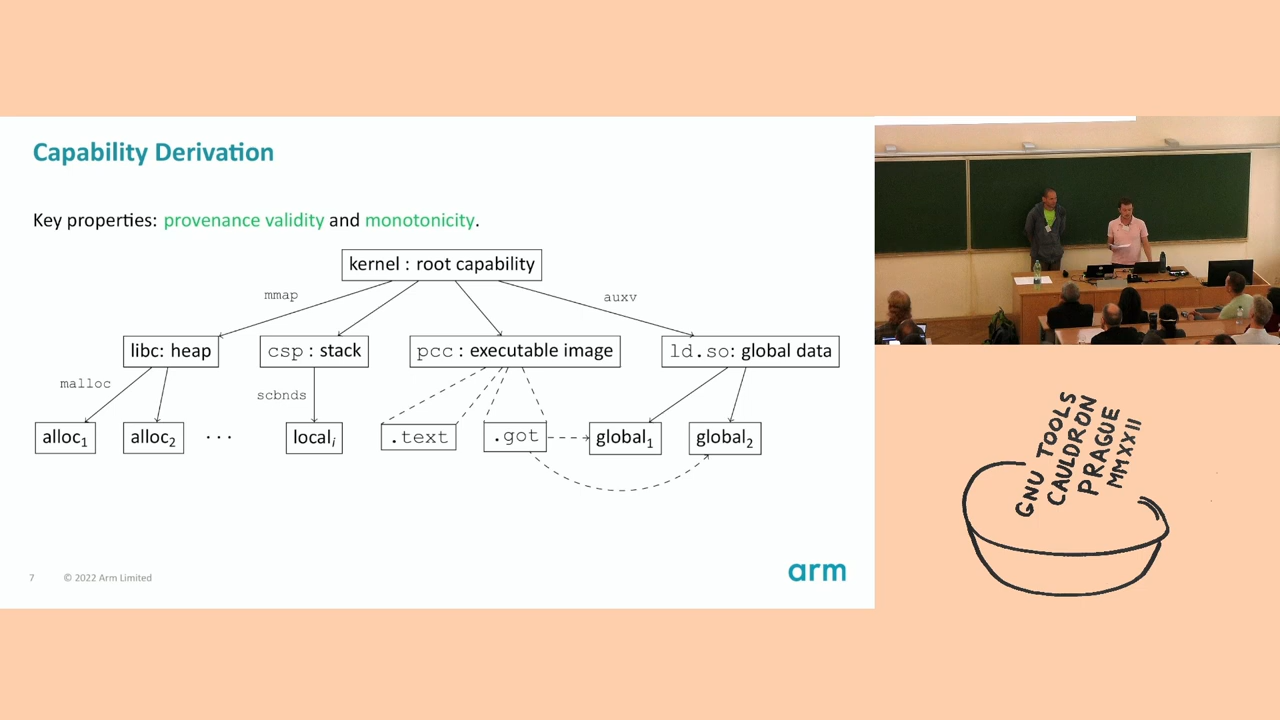 Capability Derivation
Key properties: provenance validity and monotonicity.
kernel : root capability
mmap
auxv
libc: heap
csp : stack
pcc : executable image
ld.so: global data
malloc
scbnds
alloc1
alloc2
...
locali
.text
.got
global1
global2
7 © 2022 Arm Limited
arm
GNU TOOLS
CAULDRON
PRAGUE
MMXXII